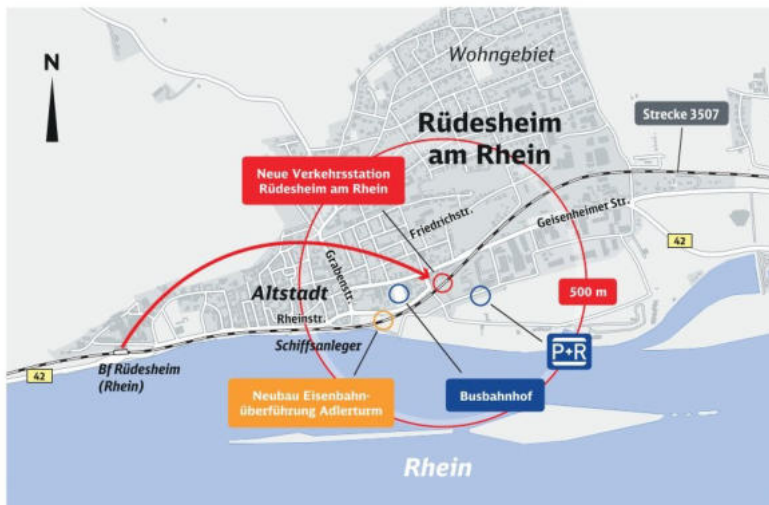 Wohngebiet
N
Rüdesheim
am Rhein
Strecke 3507
Neue Verkehrsstation
Rüdesheim am Rhein
Friedrichstr.
Geisenheimer Str.
42
Grabenstr.
Altstadt
500 m
Rheinstr.
Schiffsanleger
P+R
Bf Rüdesheim
(Rhein)
42
Neubau Eisenbahn-
überführung Adlerturm
Busbahnhof
Rhein